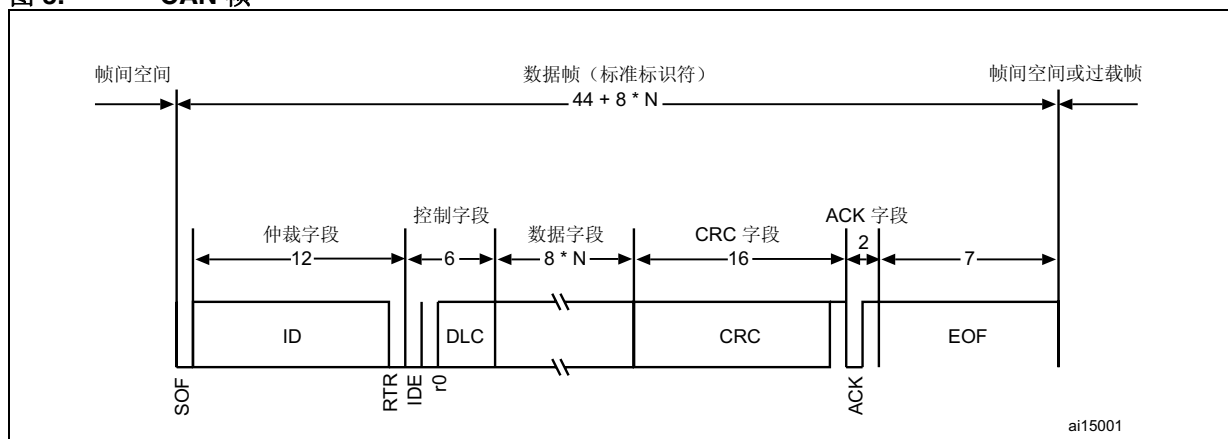 帧间空间
数据帧（标准标识符）
帧间空间或过载帧
44 + 8 * N
仲裁字段
控制字段
数据字段
CRC 字段
ACK 字段
12
6
8 * N
16
2
7
ID
DLC
CRC
EOF
SOF
RTR
IDE
r0
ACK
ai15001